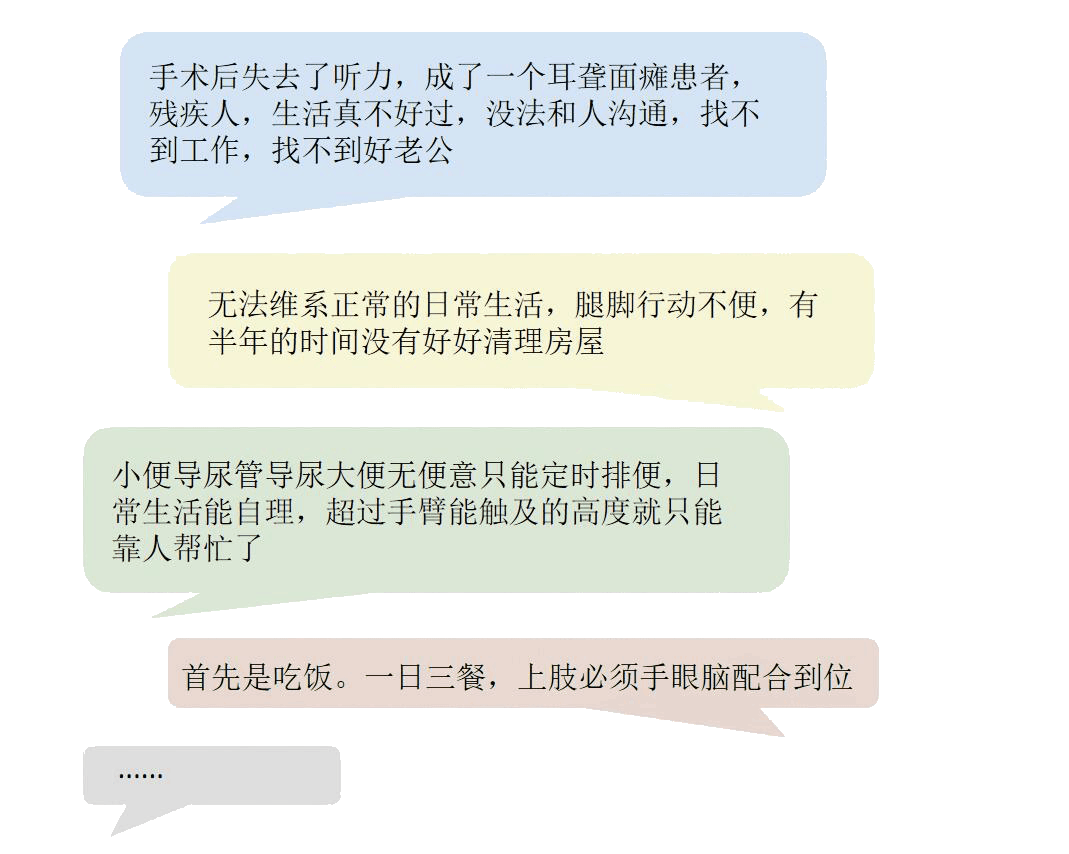 手术后失去了听力，成了一个耳聋面瘫患者，
残疾人，生活真不好过，没法和人沟通，找不
到工作，找不到好老公
无法维系正常的日常生活，腿脚行动不便，有
半年的时间没有好好清理房屋
小便导尿管导尿大便无便意只能定时排便，日
常生活能自理，超过手臂能触及的高度就只能
靠人帮忙了
首先是吃饭。一日三餐，上肢必须手眼脑配合到位
......